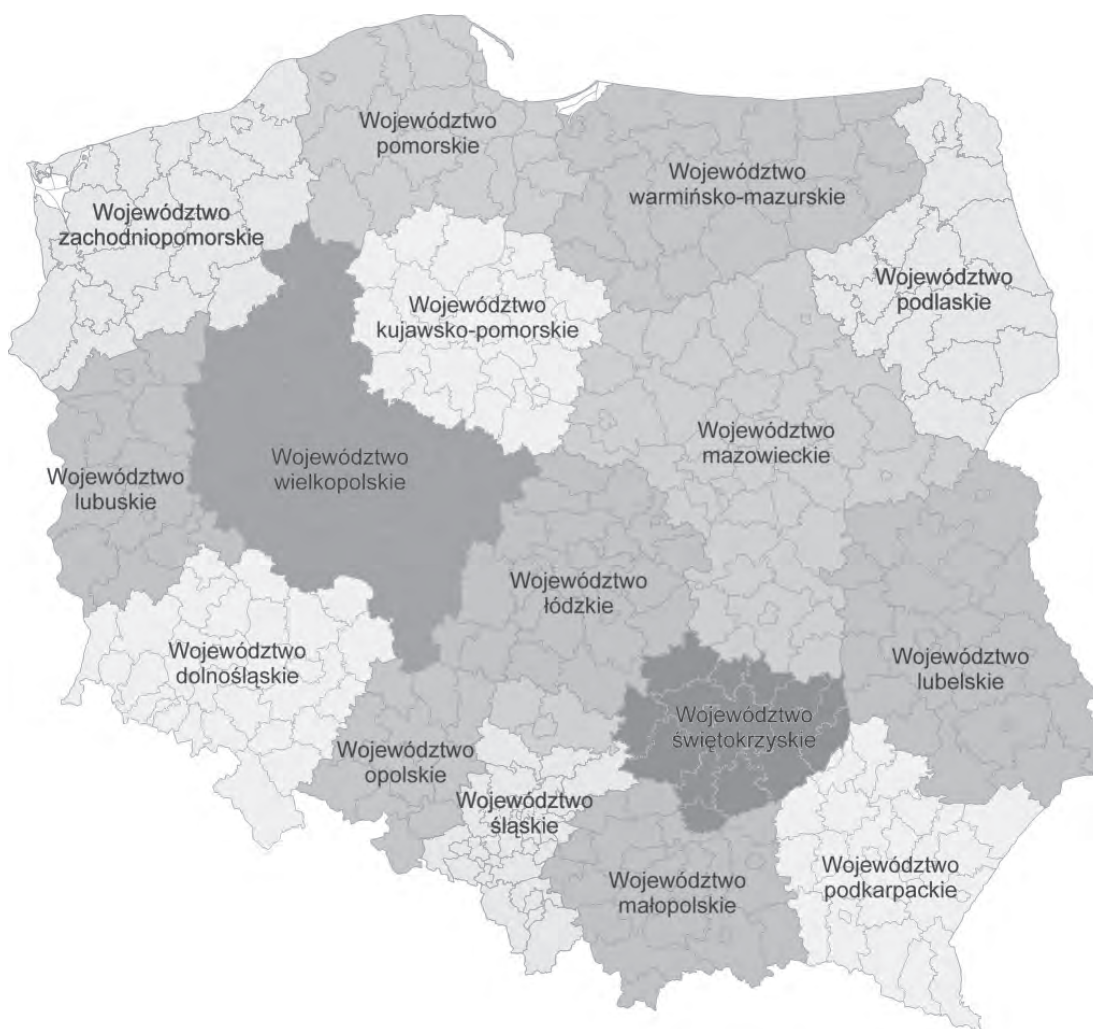 Województwo
pomorskie
Województwo
warmińsko-mazurskie
Województwo
zachodniopomorskie
Województwo
podlaskie
Województwo
kujawsko-pomorskie
Województwo
mazowieckie
Województwo
wielkopolskie
Województwo
lubuskie
Województwo
łódzkie
Województwo
dolnośląskie
Województwo
lubelskie
Województwo
świętokrzyskie
Województwo
opolskie
Województwo
śląskie
Województwo
podkarpackie
Województwo
małopolskie